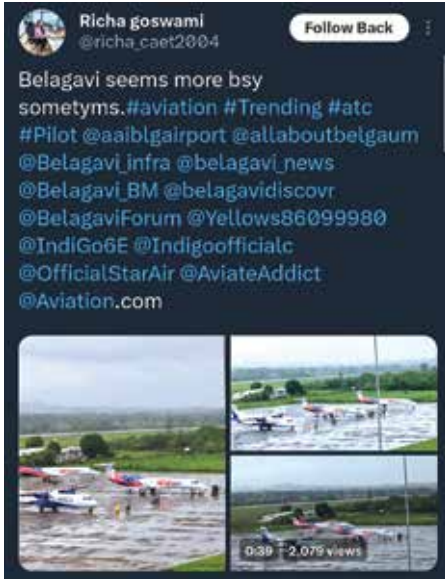 Richa goswami
@richa_caet2004
Follow Back
Belagavi seems more bsy
sometyms.#aviation #Trending #atc
#Pilot @aaiblgairport @allaboutbelgaum
@Belagavi_infra @belagavi_news
@Belagavi_BM @belagavidiscovr
@BelagaviForum @Yellows86099980
@IndiGo6E @Indigoofficialc
@OfficialStarAir @AviateAddict
@Aviation.com
0:39 2,079 views